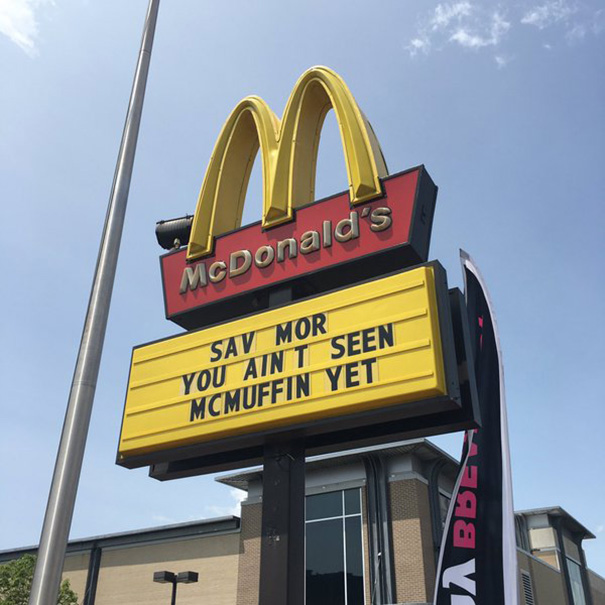 McDonald's
SAV MOR
YOU AIN T SEEN
MCMUFFIN YET